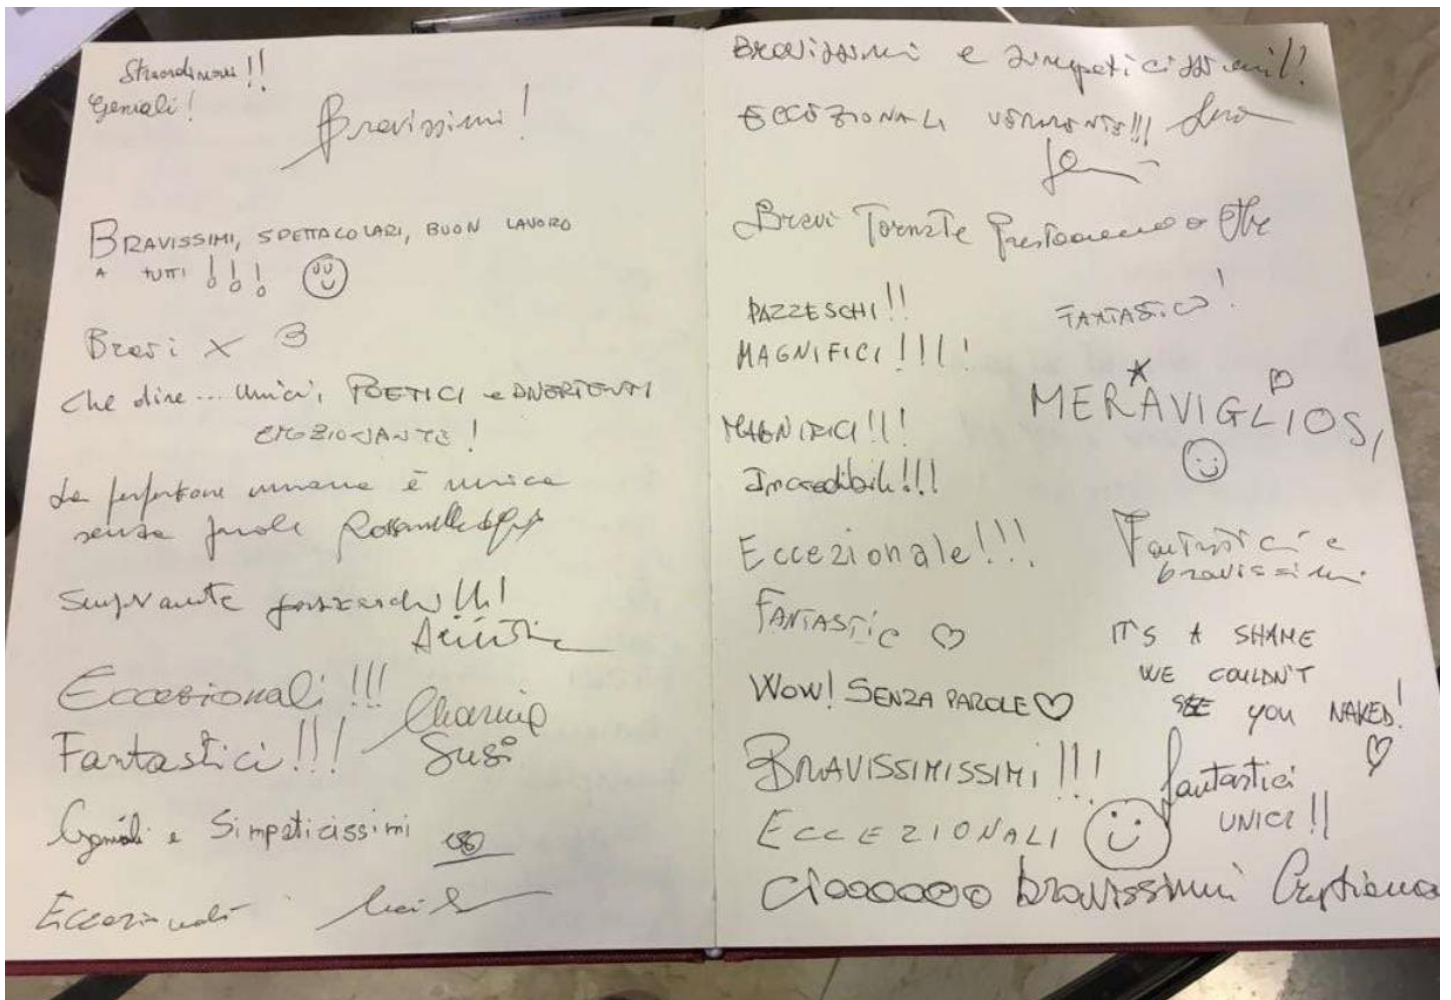 Straordinari!!
Geniali!
Bravissimi!
BRAVISSIMI, SPETTACOLARI, BUON LAVORO
A TUTTI !!!
Bravi X 3
Che dire... Unici, POETICI e DIVERTENTI
EMOZIONANTE!
La perfezione umana è unica
senza parole
Eccezionali!!!
Fantastici!!!
Susi
Geniali e Simpaticissimi
Eccezionali
Bravissimi e simpaticissimi!!
ECCEZIONALI VERAMENTE!!!
Bravi Tornate Prestooooo
PAZZESCHI!!
FANTASTICO!
MAGNIFICI!!!!
MERAVIGLIOSI
MAGNIFICI!!!
Incredibili!!!
Eccezionale!!!
Fantastici e
bravissimi
FANTASTIC ♡
IT'S A SHAME
WE COULDN'T
SEE YOU NAKED!
WOW! SENZA PAROLE ♡
BRAVISSIMISSIMI!!!
fantastici
UNICI!!
ECCEZIONALI
Ciaooooo bravissimi Cristiana